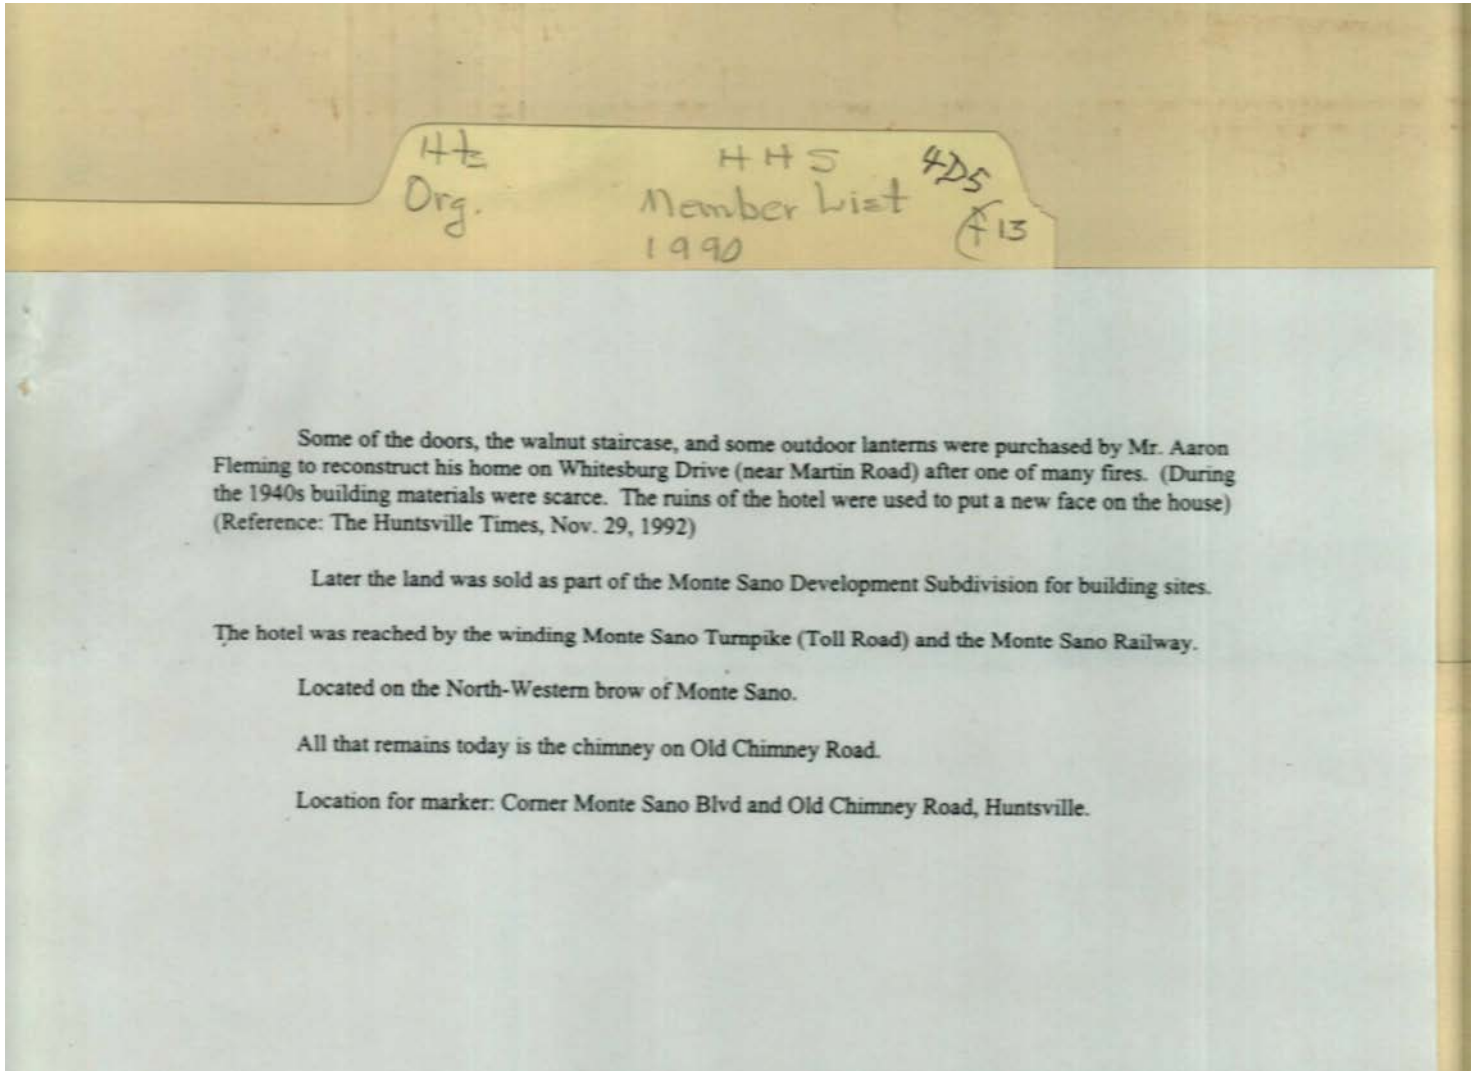 Hts
Org.
HHS
Member List
1990
4D5
F13
Some of the doors, the walnut staircase, and some outdoor lanterns were purchased by Mr. Aaron
Fleming to reconstruct his home on Whitesburg Drive (near Martin Road) after one of many fires. (During
the 1940s building materials were scarce. The ruins of the hotel were used to put a new face on the house)
(Reference: The Huntsville Times, Nov. 29, 1992)
Later the land was sold as part of the Monte Sano Development Subdivision for building sites.
The hotel was reached by the winding Monte Sano Turnpike (Toll Road) and the Monte Sano Railway.
Located on the North-Western brow of Monte Sano.
All that remains today is the chimney on Old Chimney Road.
Location for marker: Corner Monte Sano Blvd and Old Chimney Road, Huntsville.